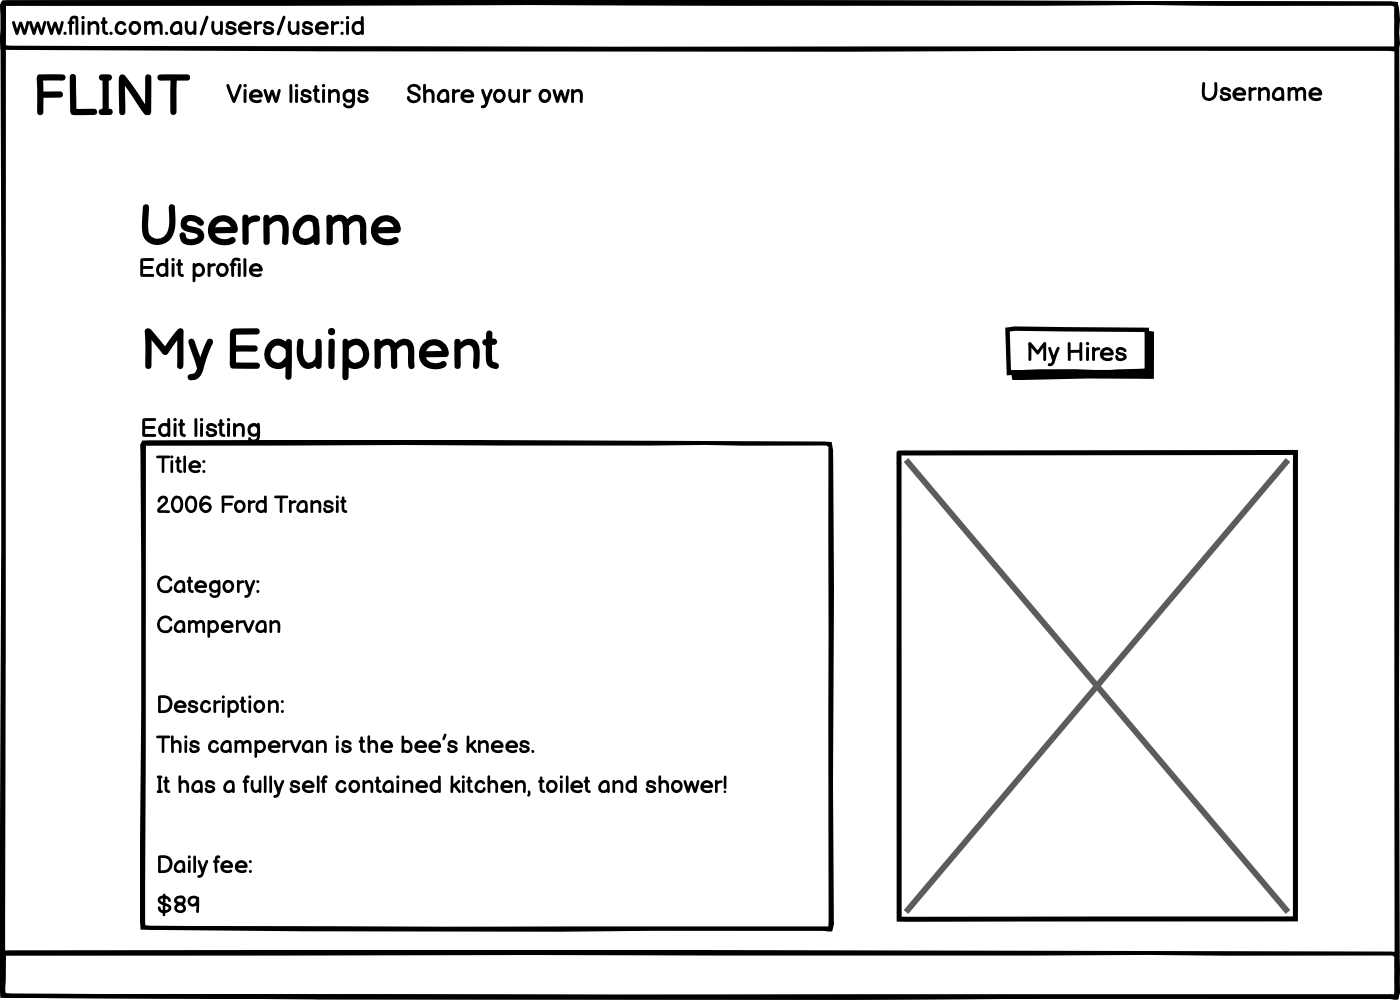 www.flint.com.au/users/user:id
FLINT View listings Share your own Username
Username
Edit profile
My Equipment My Hires
Edit listing
Title:
2006 Ford Transit
Category:
Campervan
Description:
This campervan is the bee's knees.
It has a fully self contained kitchen, toilet and shower!
Daily fee:
$89